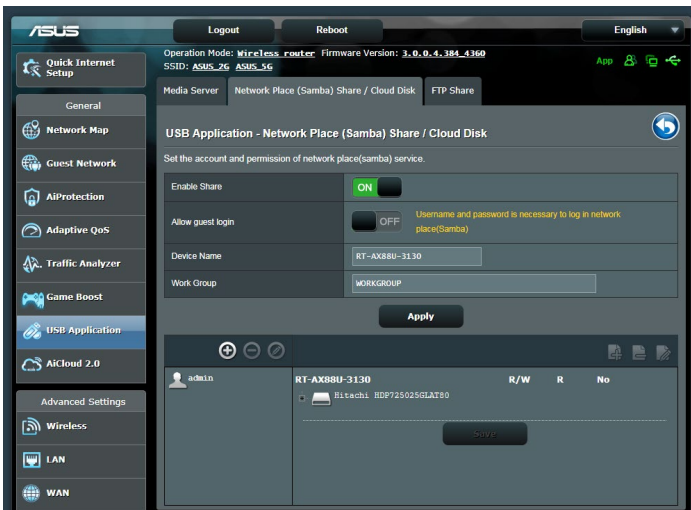 ASUS
Logout
Reboot
English
Quick Internet
Setup
Operation Mode: Wireless router Firmware Version: 3.0.0.4.384_4360
SSID: ASUS_2G ASUS_5G
App
Media Server
Network Place (Samba) Share / Cloud Disk
FTP Share
General
Network Map
Guest Network
AiProtection
Adaptive QoS
Traffic Analyzer
Game Boost
USB Application
AiCloud 2.0
Advanced Settings
Wireless
LAN
WAN
USB Application - Network Place (Samba) Share / Cloud Disk
Set the account and permission of network place(samba) service.
Enable Share
ON
Allow guest login
OFF
Username and password is necessary to log in network
place(Samba)
Device Name
RT-AX88U-3130
Work Group
WORKGROUP
Apply
admin
RT-AX88U-3130
R/W
R
No
Hitachi HDP725025GLAT80
Save